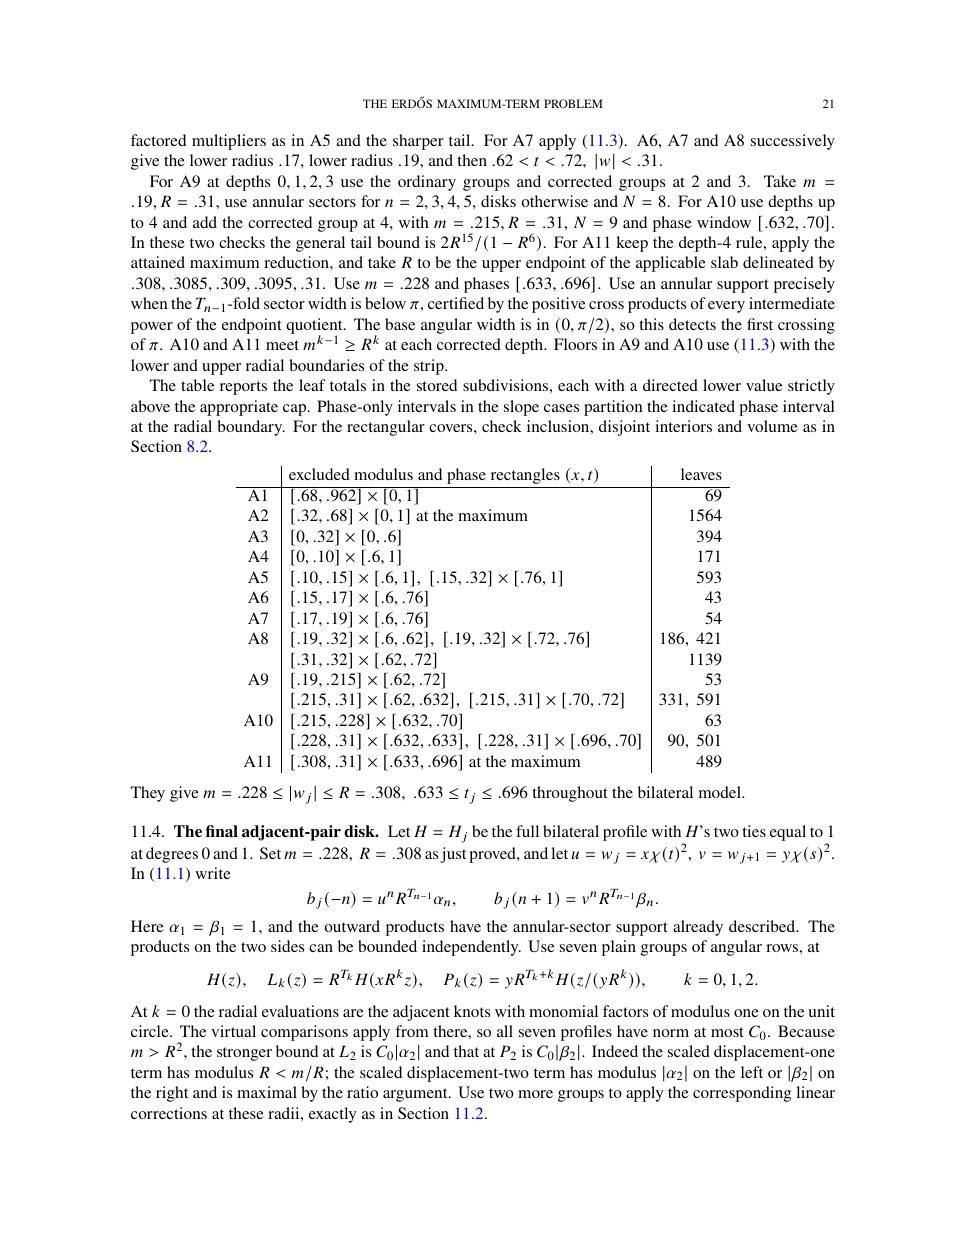 THE ERDŐS MAXIMUM-TERM PROBLEM 21
factored multipliers as in A5 and the sharper tail. For A7 apply (11.3). A6, A7 and A8 successively
give the lower radius .17, lower radius .19, and then .62 < t < .72, |w| < .31.
For A9 at depths 0, 1, 2, 3 use the ordinary groups and corrected groups at 2 and 3. Take m =
.19, R = .31, use annular sectors for n = 2, 3, 4, 5, disks otherwise and N = 8. For A10 use depths up
to 4 and add the corrected group at 4, with m = .215, R = .31, N = 9 and phase window [.632, .70].
In these two checks the general tail bound is 2R¹⁵/(1 − R⁶). For A11 keep the depth-4 rule, apply the
attained maximum reduction, and take R to be the upper endpoint of the applicable slab delineated by
.308, .3085, .309, .3095, .31. Use m = .228 and phases [.633, .696]. Use an annular support precisely
when the T_{n−1}-fold sector width is below π, certified by the positive cross products of every intermediate
power of the endpoint quotient. The base angular width is in (0, π/2), so this detects the first crossing
of π. A10 and A11 meet m^{k−1} ≥ R^k at each corrected depth. Floors in A9 and A10 use (11.3) with the
lower and upper radial boundaries of the strip.
The table reports the leaf totals in the stored subdivisions, each with a directed lower value strictly
above the appropriate cap. Phase-only intervals in the slope cases partition the indicated phase interval
at the radial boundary. For the rectangular covers, check inclusion, disjoint interiors and volume as in
Section 8.2.
excluded modulus and phase rectangles (x, t) leaves
A1 [.68, .962] × [0, 1] 69
A2 [.32, .68] × [0, 1] at the maximum 1564
A3 [0, .32] × [0, .6] 394
A4 [0, .10] × [.6, 1] 171
A5 [.10, .15] × [.6, 1], [.15, .32] × [.76, 1] 593
A6 [.15, .17] × [.6, .76] 43
A7 [.17, .19] × [.6, .76] 54
A8 [.19, .32] × [.6, .62], [.19, .32] × [.72, .76] 186, 421
[.31, .32] × [.62, .72] 1139
A9 [.19, .215] × [.62, .72] 53
[.215, .31] × [.62, .632], [.215, .31] × [.70, .72] 331, 591
A10 [.215, .228] × [.632, .70] 63
[.228, .31] × [.632, .633], [.228, .31] × [.696, .70] 90, 501
A11 [.308, .31] × [.633, .696] at the maximum 489
They give m = .228 ≤ |w_j| ≤ R = .308, .633 ≤ t_j ≤ .696 throughout the bilateral model.
11.4. The final adjacent-pair disk. Let H = H_j be the full bilateral profile with H's two ties equal to 1
at degrees 0 and 1. Set m = .228, R = .308 as just proved, and let u = w_j = xχ(t)², v = w_{j+1} = yχ(s)².
In (11.1) write
b_j(−n) = u^n R^{T_{n−1}} α_n, b_j(n + 1) = v^n R^{T_{n−1}} β_n.
Here α₁ = β₁ = 1, and the outward products have the annular-sector support already described. The
products on the two sides can be bounded independently. Use seven plain groups of angular rows, at
H(z), L_k(z) = R^{T_k} H(xR^k z), P_k(z) = yR^{T_k+k} H(z/(yR^k)), k = 0, 1, 2.
At k = 0 the radial evaluations are the adjacent knots with monomial factors of modulus one on the unit
circle. The virtual comparisons apply from there, so all seven profiles have norm at most C₀. Because
m > R², the stronger bound at L₂ is C₀|α₂| and that at P₂ is C₀|β₂|. Indeed the scaled displacement-one
term has modulus R < m/R; the scaled displacement-two term has modulus |α₂| on the left or |β₂| on
the right and is maximal by the ratio argument. Use two more groups to apply the corresponding linear
corrections at these radii, exactly as in Section 11.2.